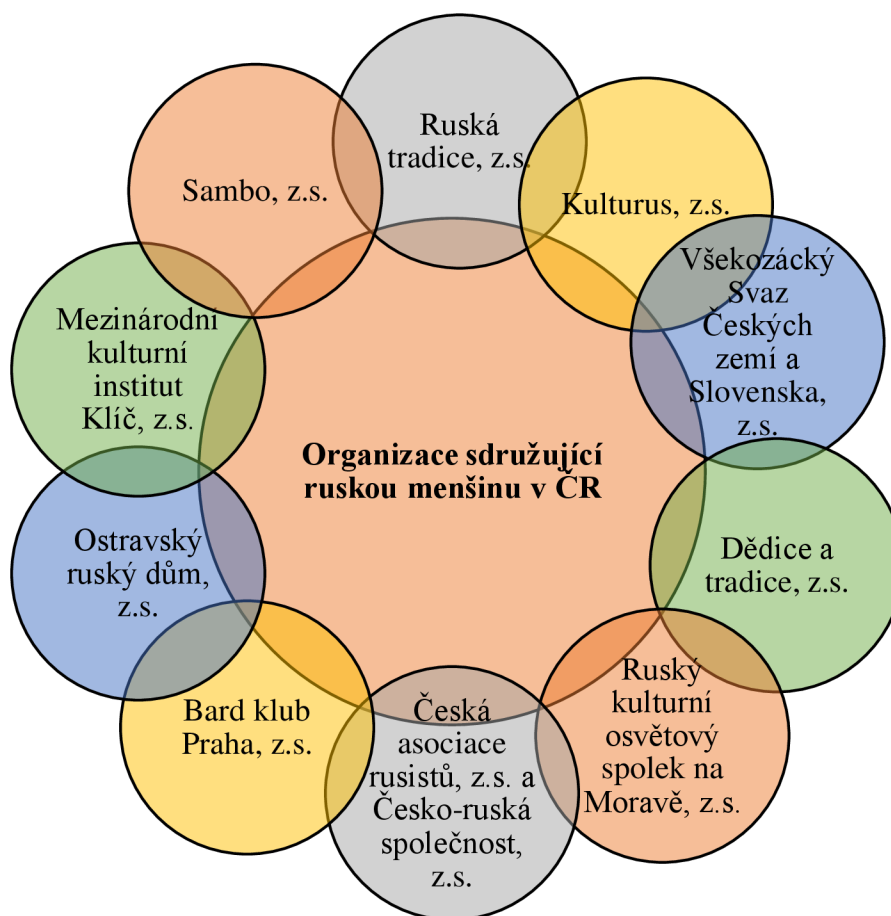 Ruská
tradice, z.s.
Kulturus, z.s.
Všekozácký
Svaz
Českých
zemí a
Slovenska,
z.s.
Dědice a
tradice, z.s.
Ruský
kulturní
osvětový
spolek na
Moravě, z.s.
Česká
asociace
rusistů, z.s. a
Česko-ruská
společnost,
z.s.
Bard klub
Praha, z.s.
Ostravský
ruský dům,
z.s.
Mezinárodní
kulturní
institut
Klíč, z.s.
Sambo, z.s.
Organizace sdružující
ruskou menšinu v ČR